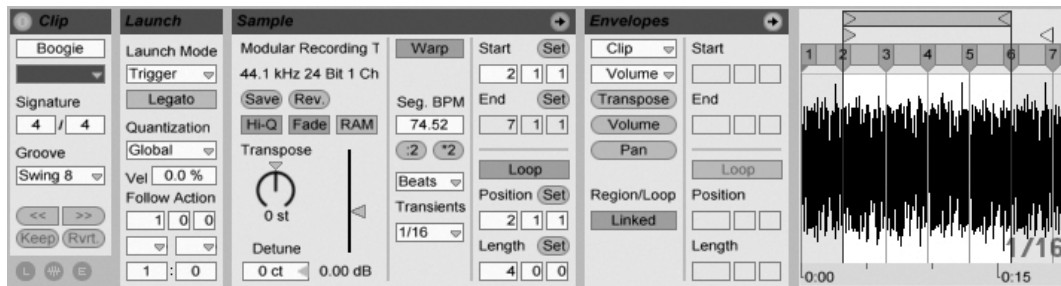 Clip
Boogie
Signature
4 / 4
Groove
Swing 8
<< >>
Keep Rvrt.
L E
Launch
Launch Mode
Trigger
Legato
Quantization
Global
Vel 0.0 %
Follow Action
1 0 0
1 : 0
Sample
Modular Recording T
44.1 kHz 24 Bit 1 Ch
Save Rev.
Hi-Q Fade RAM
Transpose
0 st
Detune
0 ct 0.00 dB
Warp
Seg. BPM
74.52
:2 *2
Beats
Transients
1/16
Start Set
2 1 1
End Set
7 1 1
Loop
Position Set
2 1 1
Length Set
4 0 0
Envelopes
Clip
Volume
Transpose
Volume
Pan
Region/Loop
Linked
Start
End
Loop
Position
Length
1 2 3 4 5 6 7
1/16
0:00 0:15